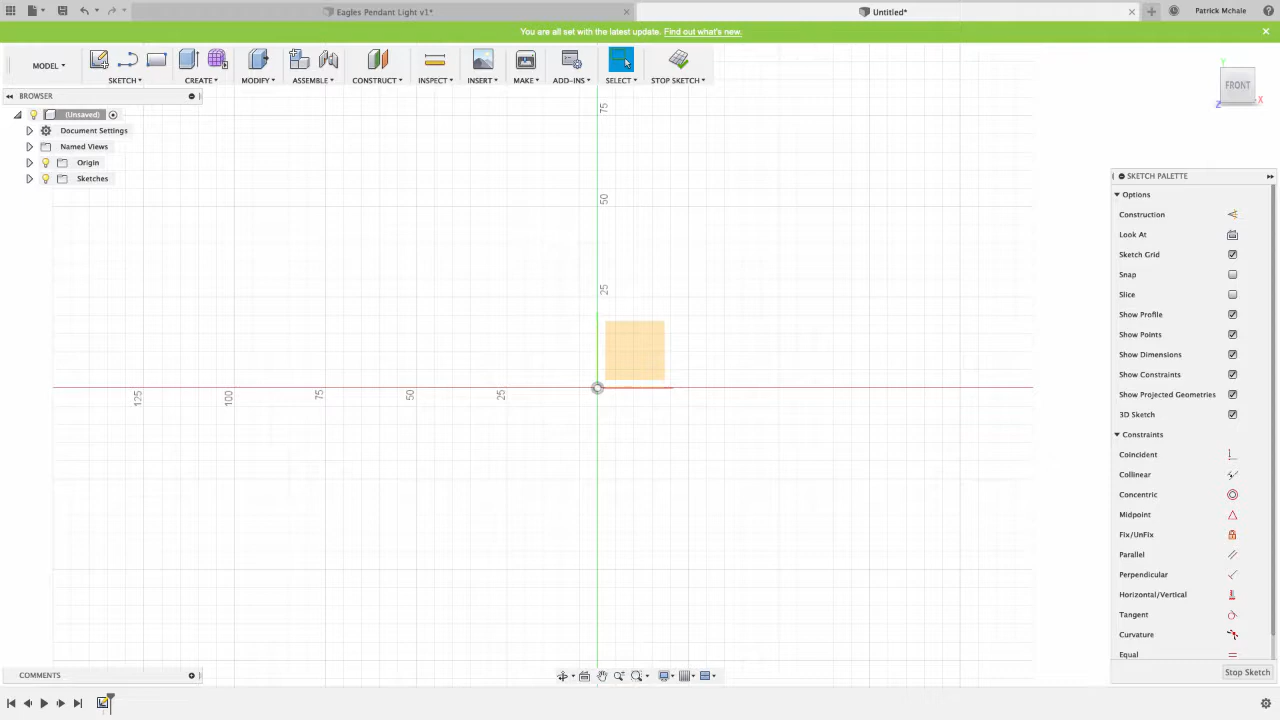 Eagles Pendant Light v1*
Untitled*
Patrick Mchale
You are all set with the latest update. Find out what's new.
MODEL
SKETCH
CREATE
MODIFY
ASSEMBLE
CONSTRUCT
INSPECT
INSERT
MAKE
ADD-INS
SELECT
STOP SKETCH
BROWSER
(Unsaved)
Document Settings
Named Views
Origin
Sketches
75
50
25
125
100
75
50
25
Y
FRONT
X
Z
SKETCH PALETTE
Options
Construction
Look At
Sketch Grid
Snap
Slice
Show Profile
Show Points
Show Dimensions
Show Constraints
Show Projected Geometries
3D Sketch
Constraints
Coincident
Collinear
Concentric
Midpoint
Fix/UnFix
Parallel
Perpendicular
Horizontal/Vertical
Tangent
Curvature
Equal
Stop Sketch
COMMENTS